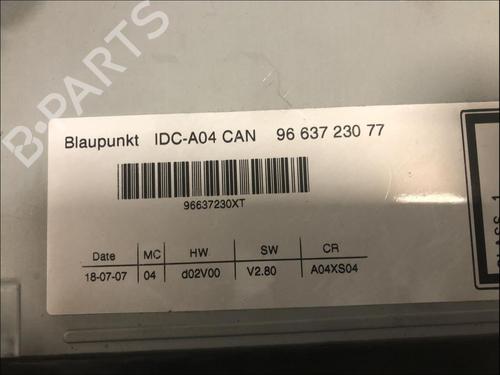 Blaupunkt IDC-A04 CAN 96 637 230 77
96637230XT
Date MC HW SW CR
18-07-07 04 d02V00 V2.80 A04XS04
B-PARTS